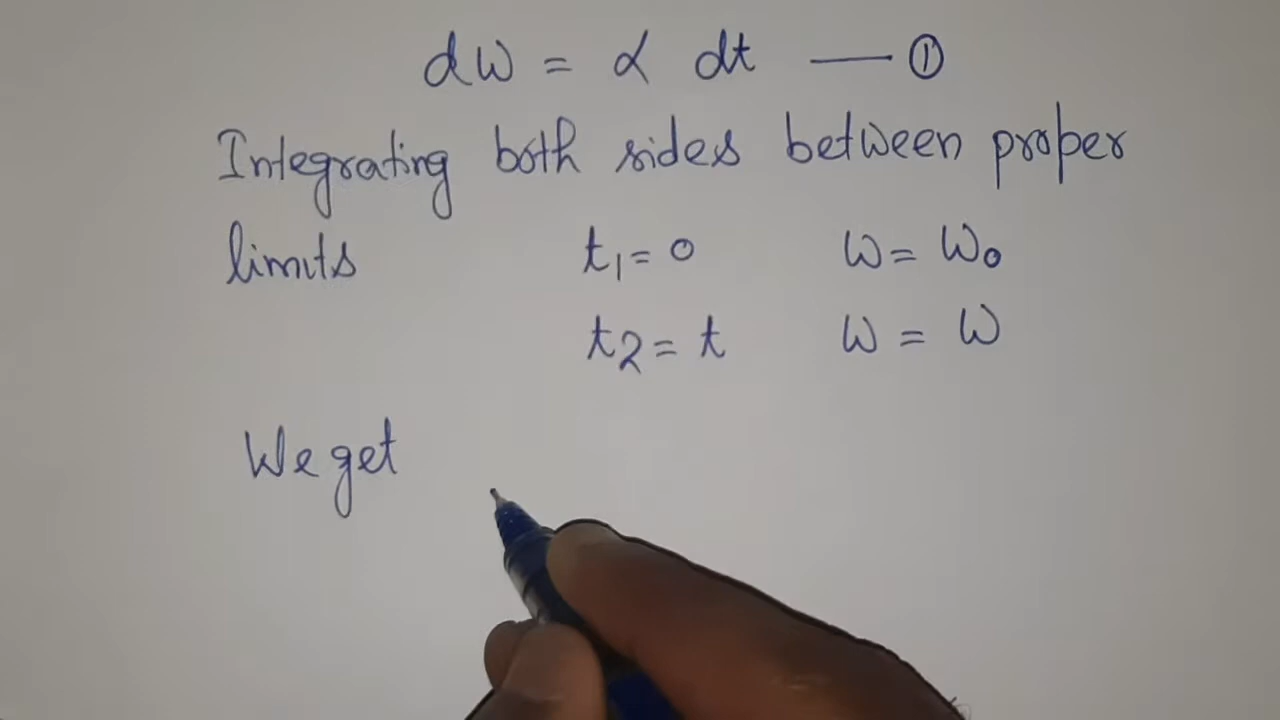 dω = α dt — ①
Integrating both sides between proper
limits t₁ = 0 ω = ω₀
t₂ = t ω = ω
We get